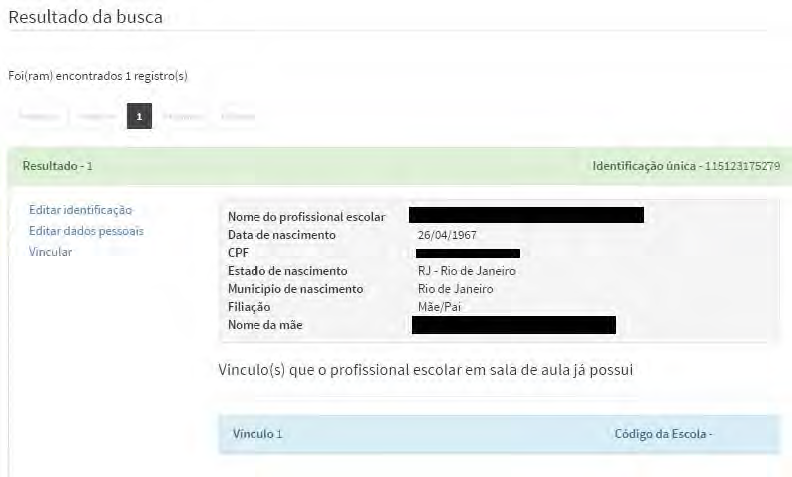 Resultado da busca
Foi(ram) encontrados 1 registro(s)
1
Resultado - 1 Identificação única - 115123175279
Editar identificação
Editar dados pessoais
Vincular
Nome do profissional escolar
Data de nascimento 26/04/1967
CPF
Estado de nascimento RJ - Rio de Janeiro
Municipio de nascimento Rio de Janeiro
Filiação Mãe/Pai
Nome da mãe
Vinculo(s) que o profissional escolar em sala de aula já possui
Vínculo 1 Código da Escola -